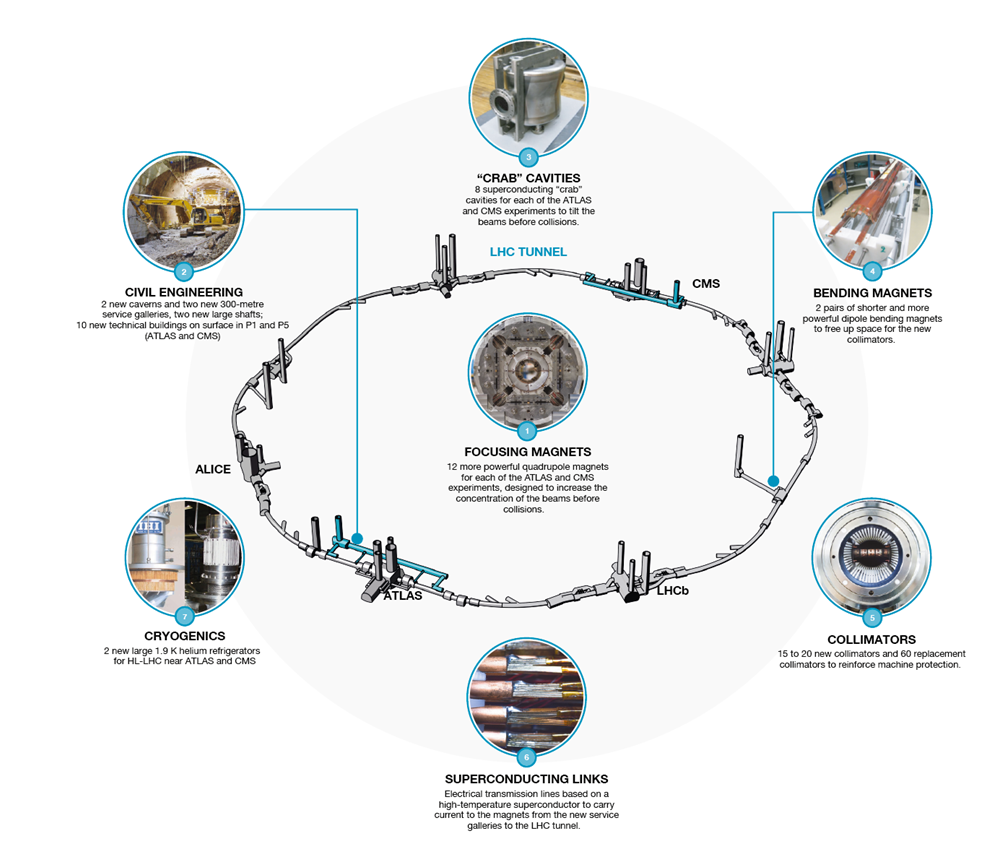 3
“CRAB” CAVITIES
8 superconducting “crab”
cavities for each of the ATLAS
and CMS experiments to tilt the
beams before collisions.
2
CIVIL ENGINEERING
2 new caverns and two new 300-metre
service galleries, two new large shafts;
10 new technical buildings on surface in P1 and P5
(ATLAS and CMS)
4
BENDING MAGNETS
2 pairs of shorter and more
powerful dipole bending magnets
to free up space for the new
collimators.
LHC TUNNEL
CMS
1
FOCUSING MAGNETS
12 more powerful quadrupole magnets
for each of the ATLAS and CMS
experiments, designed to increase the
concentration of the beams before
collisions.
ALICE
ATLAS
LHCb
7
CRYOGENICS
2 new large 1.9 K helium refrigerators
for HL-LHC near ATLAS and CMS
5
COLLIMATORS
15 to 20 new collimators and 60 replacement
collimators to reinforce machine protection.
6
SUPERCONDUCTING LINKS
Electrical transmission lines based on a
high-temperature superconductor to carry
current to the magnets from the new service
galleries to the LHC tunnel.